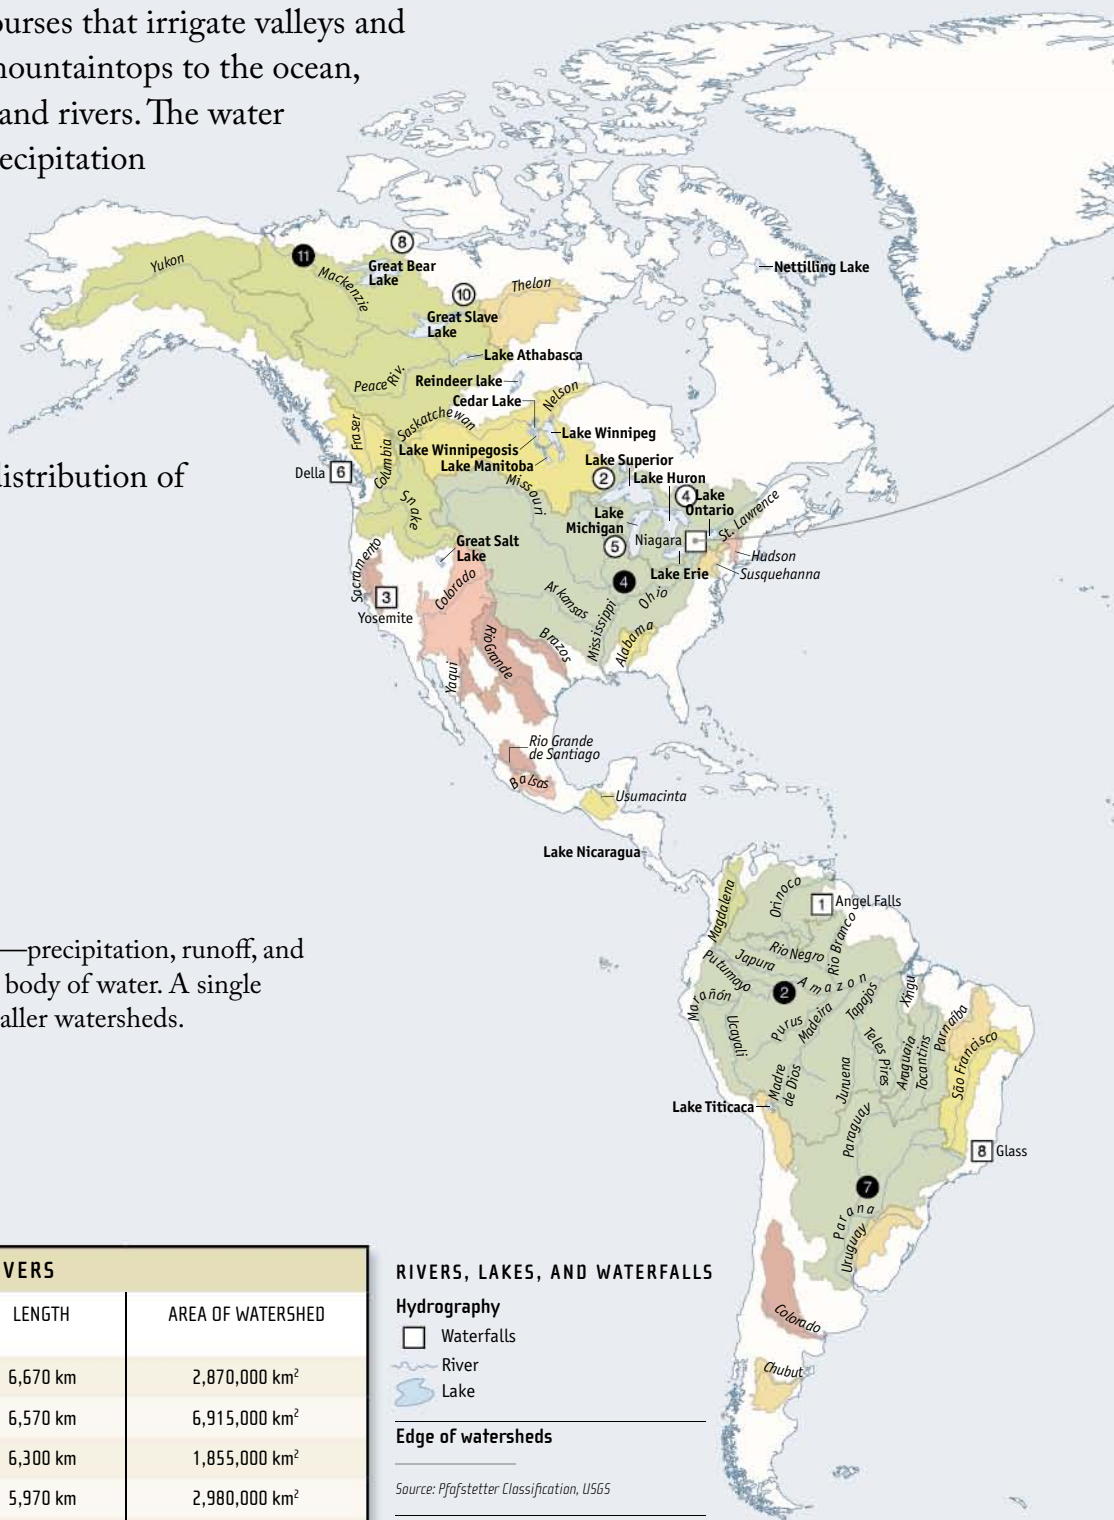 ourses that irrigate valleys and
mountaintops to the ocean,
and rivers. The water
ecipitation
distribution of
—precipitation, runoff, and
body of water. A single
aller watersheds.
Yukon
11
Mackenzie
8
Great Bear
Lake
10
Great Slave
Lake
Thelon
Nettilling Lake
Lake Athabasca
Peace Riv.
Reindeer lake
Cedar Lake
Nelson
Fraser
Saskatchewan
Lake Winnipeg
Lake Winnipegosis
Lake Manitoba
Columbia
Della
6
Snake
Missouri
Lake Superior
2
Lake Huron
4
Lake
Ontario
Lake
Michigan
5
Niagara
St. Lawrence
Hudson
Susquehanna
Lake Erie
Great Salt
Lake
Sacramento
3
Yosemite
Colorado
4
Arkansas
Ohio
Mississippi
Alabama
Brazos
Rio Grande
Yaqui
Rio Grande
de Santiago
Balsas
Usumacinta
Lake Nicaragua
Magdalena
Orinoco
1
Angel Falls
Rio Branco
Rio Negro
Japura
Putumayo
Amazon
2
Marañón
Ucayali
Purus
Madeira
Tapajos
Xingu
Teles Pires
Araguaia
Tocantins
Parnaíba
São Francisco
Madre
de Dios
Juruena
Lake Titicaca
Paraguay
8
Glass
7
Parana
Uruguay
Colorado
Chubut
VERS
LENGTH
AREA OF WATERSHED
6,670 km
2,870,000 km²
6,570 km
6,915,000 km²
6,300 km
1,855,000 km²
5,970 km
2,980,000 km²
RIVERS, LAKES, AND WATERFALLS
Hydrography
Waterfalls
River
Lake
Edge of watersheds
Source: Pfafstetter Classification, USGS